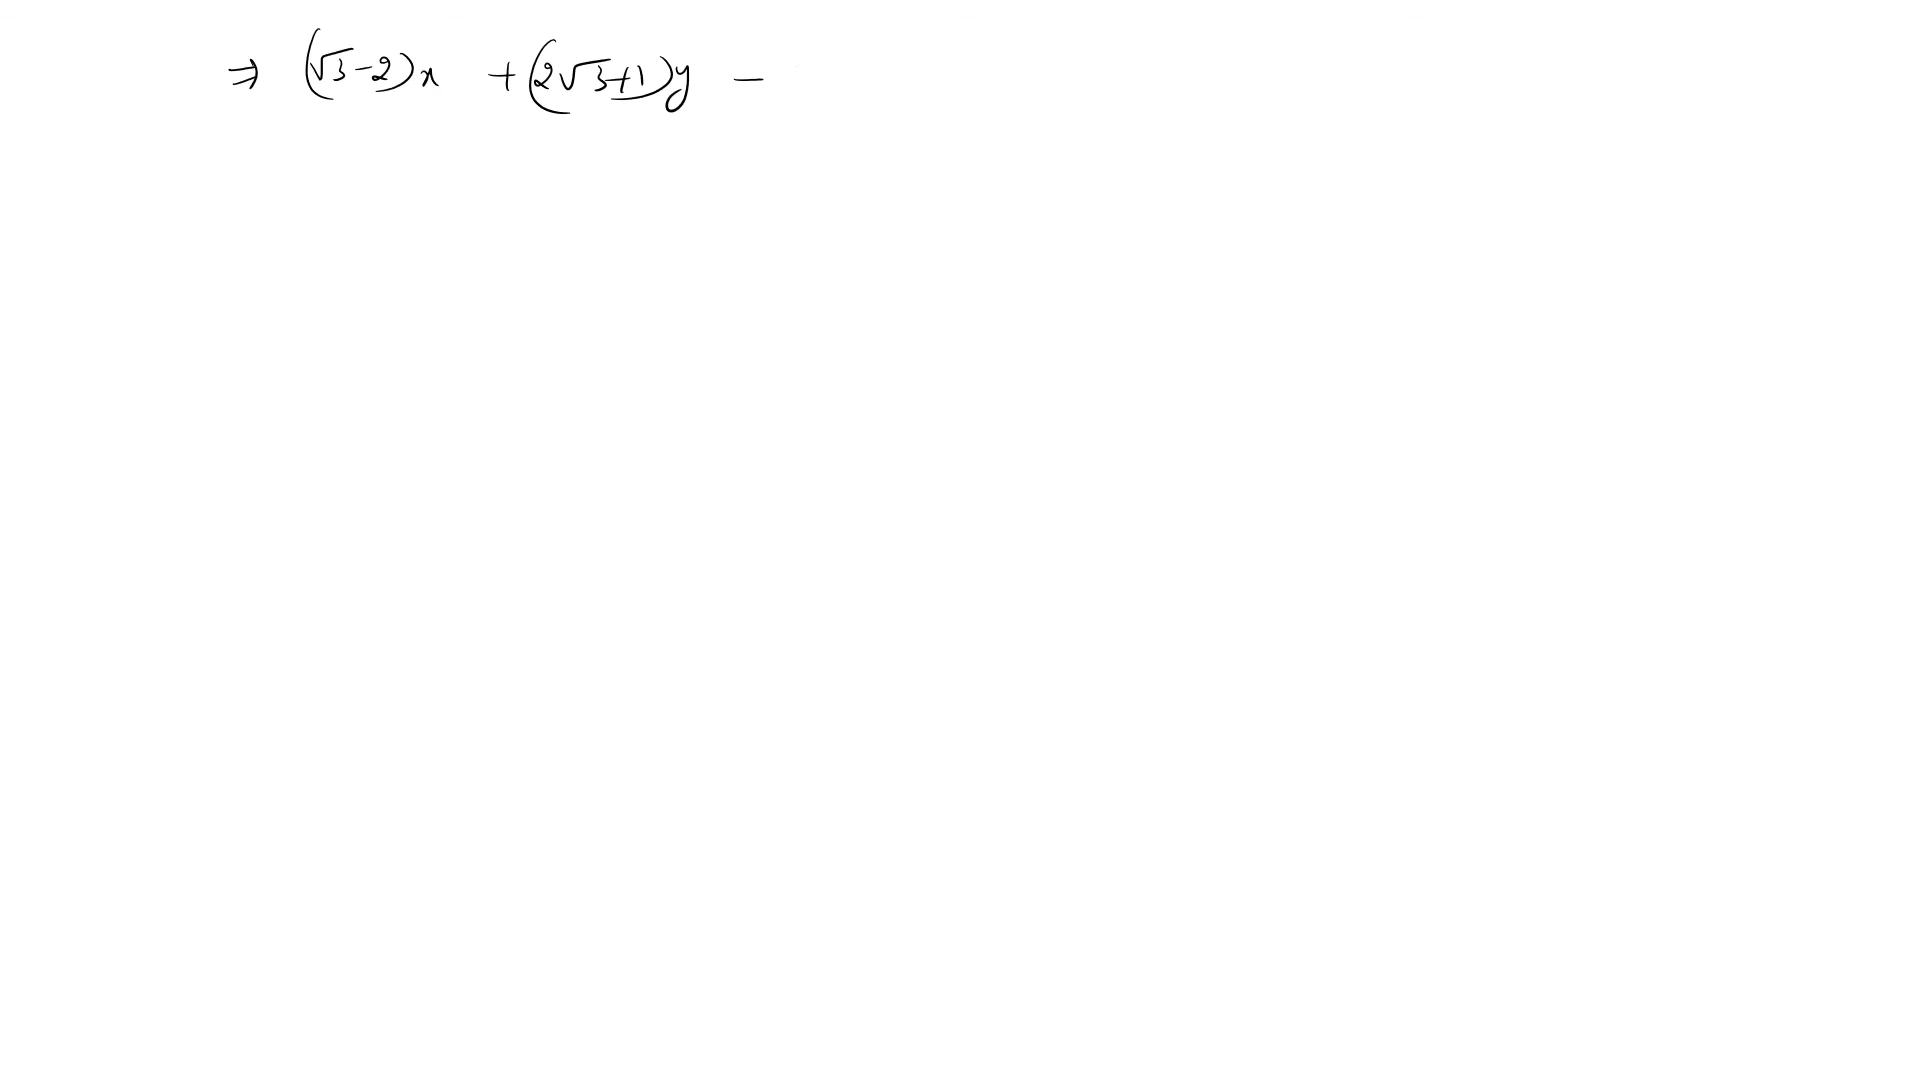 ⇒ (√3-2)x + (2√3+1)y -